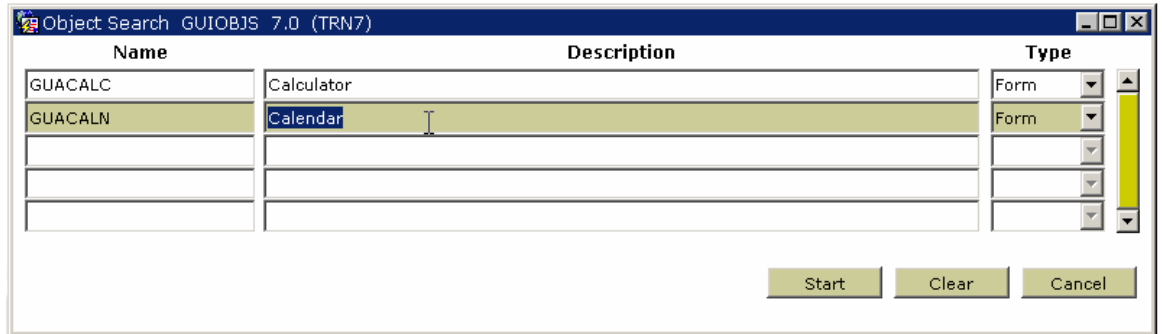 Object Search GUIOBJS 7.0 (TRN7)
Name Description Type
GUACALC Calculator Form
GUACALN Calendar Form
Start Clear Cancel